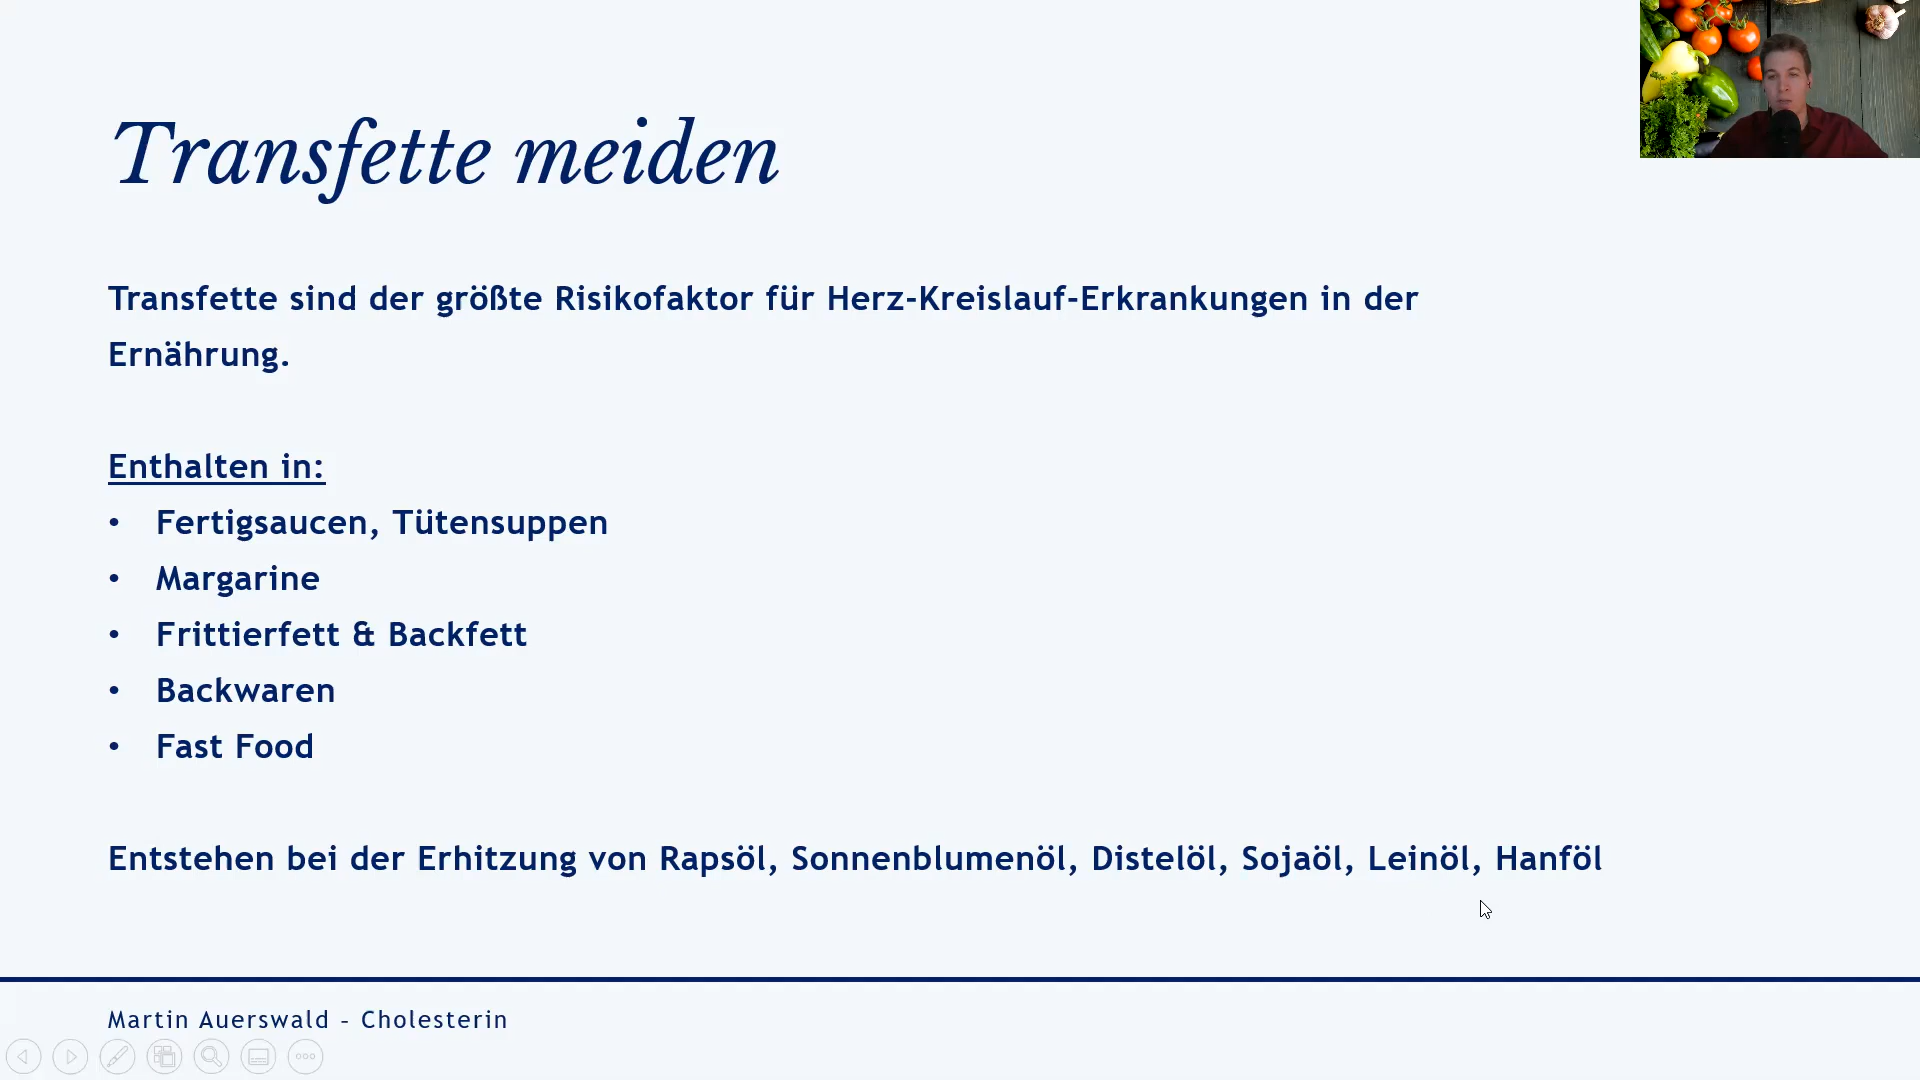 Transfette meiden
Transfette sind der größte Risikofaktor für Herz-Kreislauf-Erkrankungen in der
Ernährung.
Enthalten in:
• Fertigsaucen, Tütensuppen
• Margarine
• Frittierfett & Backfett
• Backwaren
• Fast Food
Entstehen bei der Erhitzung von Rapsöl, Sonnenblumenöl, Distelöl, Sojaöl, Leinöl, Hanföl
Martin Auerswald – Cholesterin